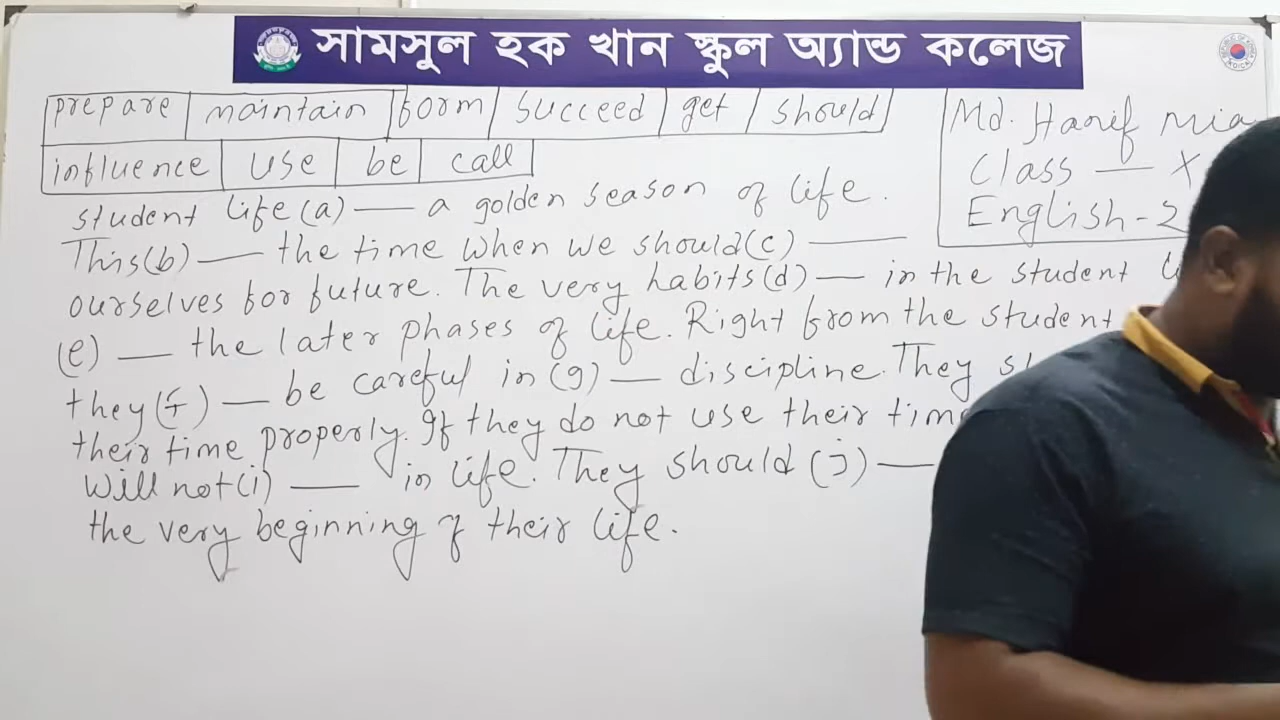 সামসুল হক খান স্কুল অ্যান্ড কলেজ
prepare maintain form succeed get should
influence use be call
Md. Hanif Mia
Class — X
English-2
student life (a) — a golden season of life.
This (b) — the time when we should (c) —
ourselves for future. The very habits (d) — in the student
(e) — the later phases of life. Right from the student
they (f) — be careful in (g) — discipline. They
their time properly. If they do not use their time
will not (i) — in life. They should (j) —
the very beginning of their life.